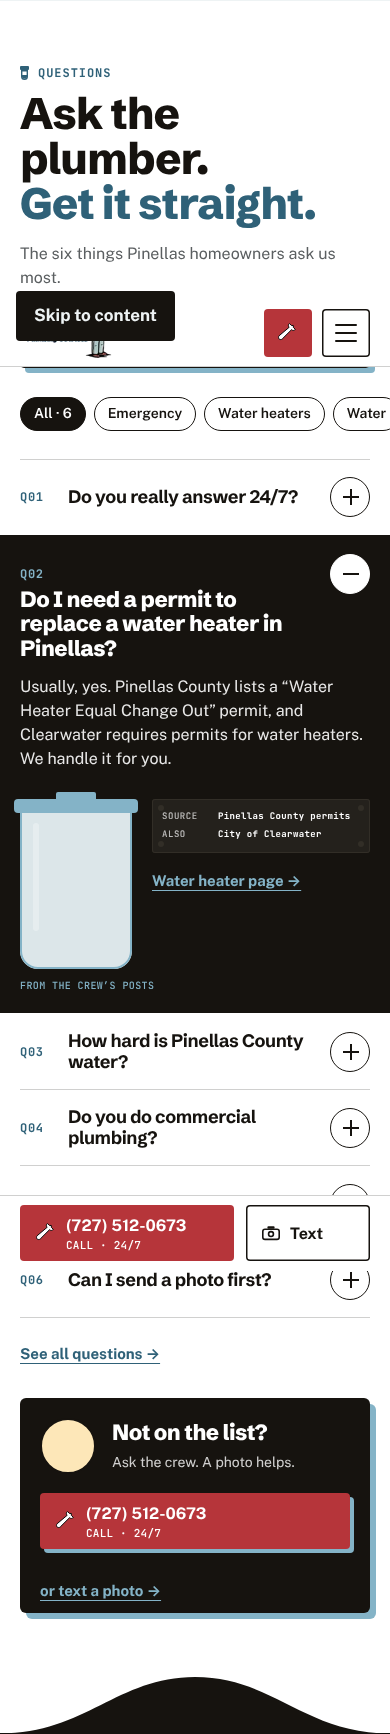 QUESTIONS
Ask the
plumber.
Get it straight.
The six things Pinellas homeowners ask us
most.
Skip to content
All · 6
Emergency
Water heaters
Water
Q01
Do you really answer 24/7?
Q02
Do I need a permit to
replace a water heater in
Pinellas?
Usually, yes. Pinellas County lists a “Water
Heater Equal Change Out” permit, and
Clearwater requires permits for water heaters.
We handle it for you.
SOURCE Pinellas County permits
ALSO City of Clearwater
Water heater page →
FROM THE CREW’S POSTS
Q03
How hard is Pinellas County
water?
Q04
Do you do commercial
plumbing?
(727) 512-0673
CALL · 24/7
Text
Q06
Can I send a photo first?
See all questions →
Not on the list?
Ask the crew. A photo helps.
(727) 512-0673
CALL · 24/7
or text a photo →